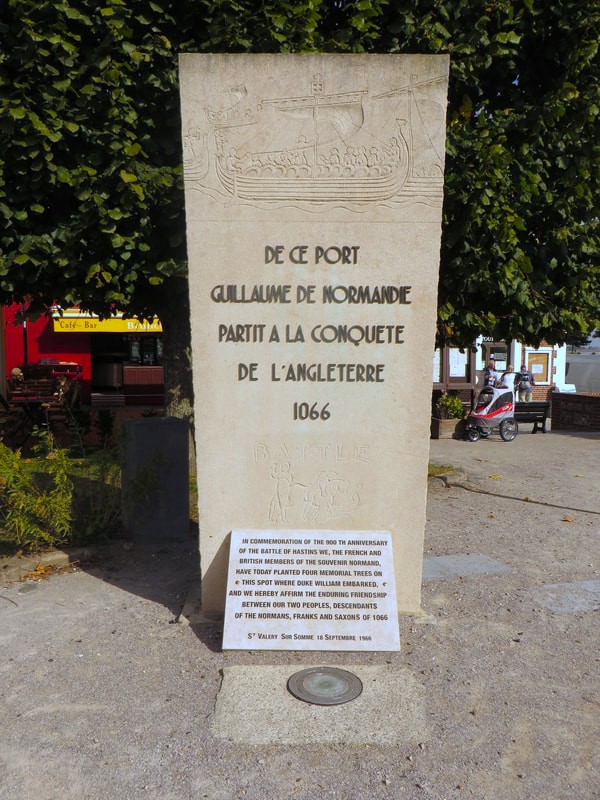 DE CE PORT
GUILLAUME DE NORMANDIE
PARTIT A LA CONQUETE
DE L'ANGLETERRE
1066
BATTLE
IN COMMEMORATION OF THE 900 TH ANNIVERSARY
OF THE BATTLE OF HASTINS WE, THE FRENCH AND
BRITISH MEMBERS OF THE SOUVENIR NORMAND,
HAVE TODAY PLANTED FOUR MEMORIAL TREES ON
« THIS SPOT WHERE DUKE WILLIAM EMBARKED, «
AND WE HEREBY AFFIRM THE ENDURING FRIENDSHIP
BETWEEN OUR TWO PEOPLES, DESCENDANTS
OF THE NORMANS, FRANKS AND SAXONS OF 1066
ST VALERY SUR SOMME 18 SEPTEMBRE 1966
Café - Bar